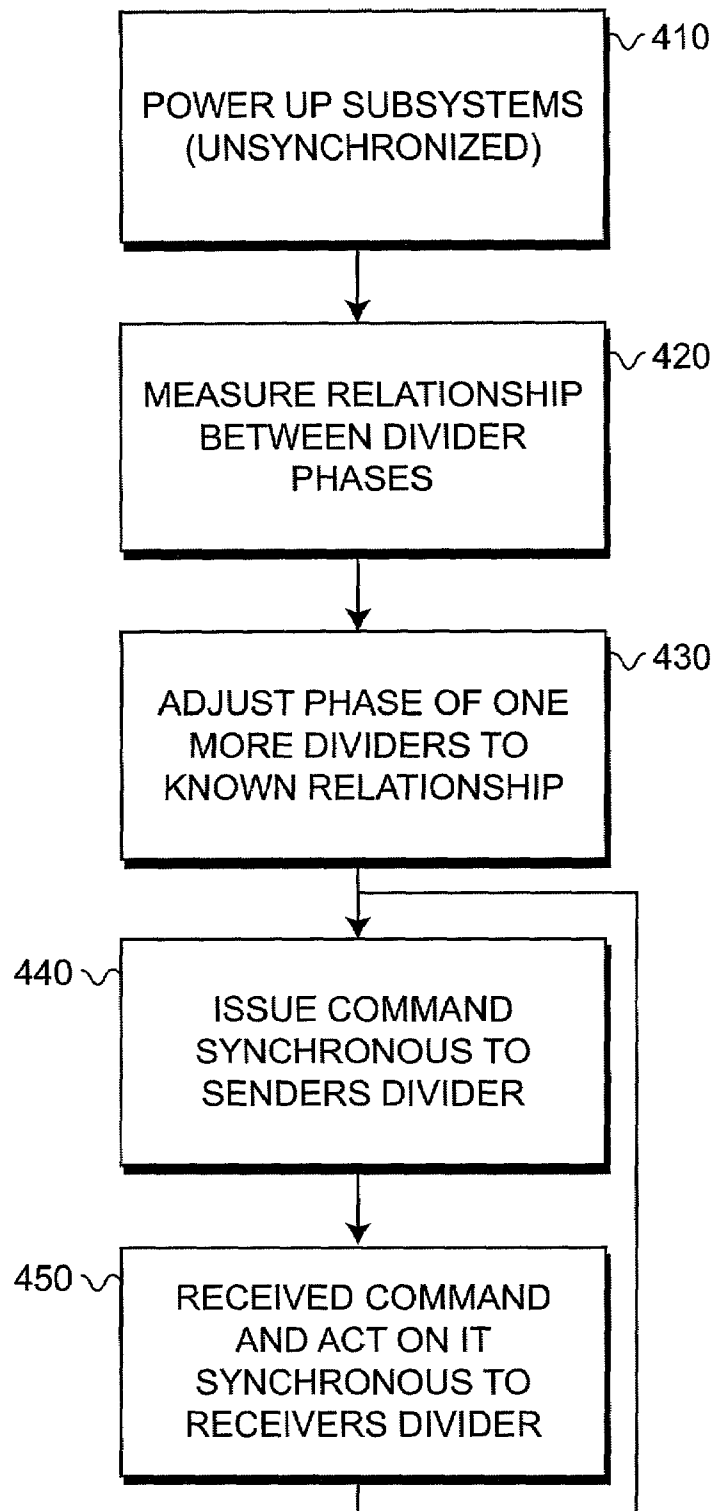 410
POWER UP SUBSYSTEMS
(UNSYNCHRONIZED)
420
MEASURE RELATIONSHIP
BETWEEN DIVIDER
PHASES
430
ADJUST PHASE OF ONE
MORE DIVIDERS TO
KNOWN RELATIONSHIP
440
ISSUE COMMAND
SYNCHRONOUS TO
SENDERS DIVIDER
450
RECEIVED COMMAND
AND ACT ON IT
SYNCHRONOUS TO
RECEIVERS DIVIDER